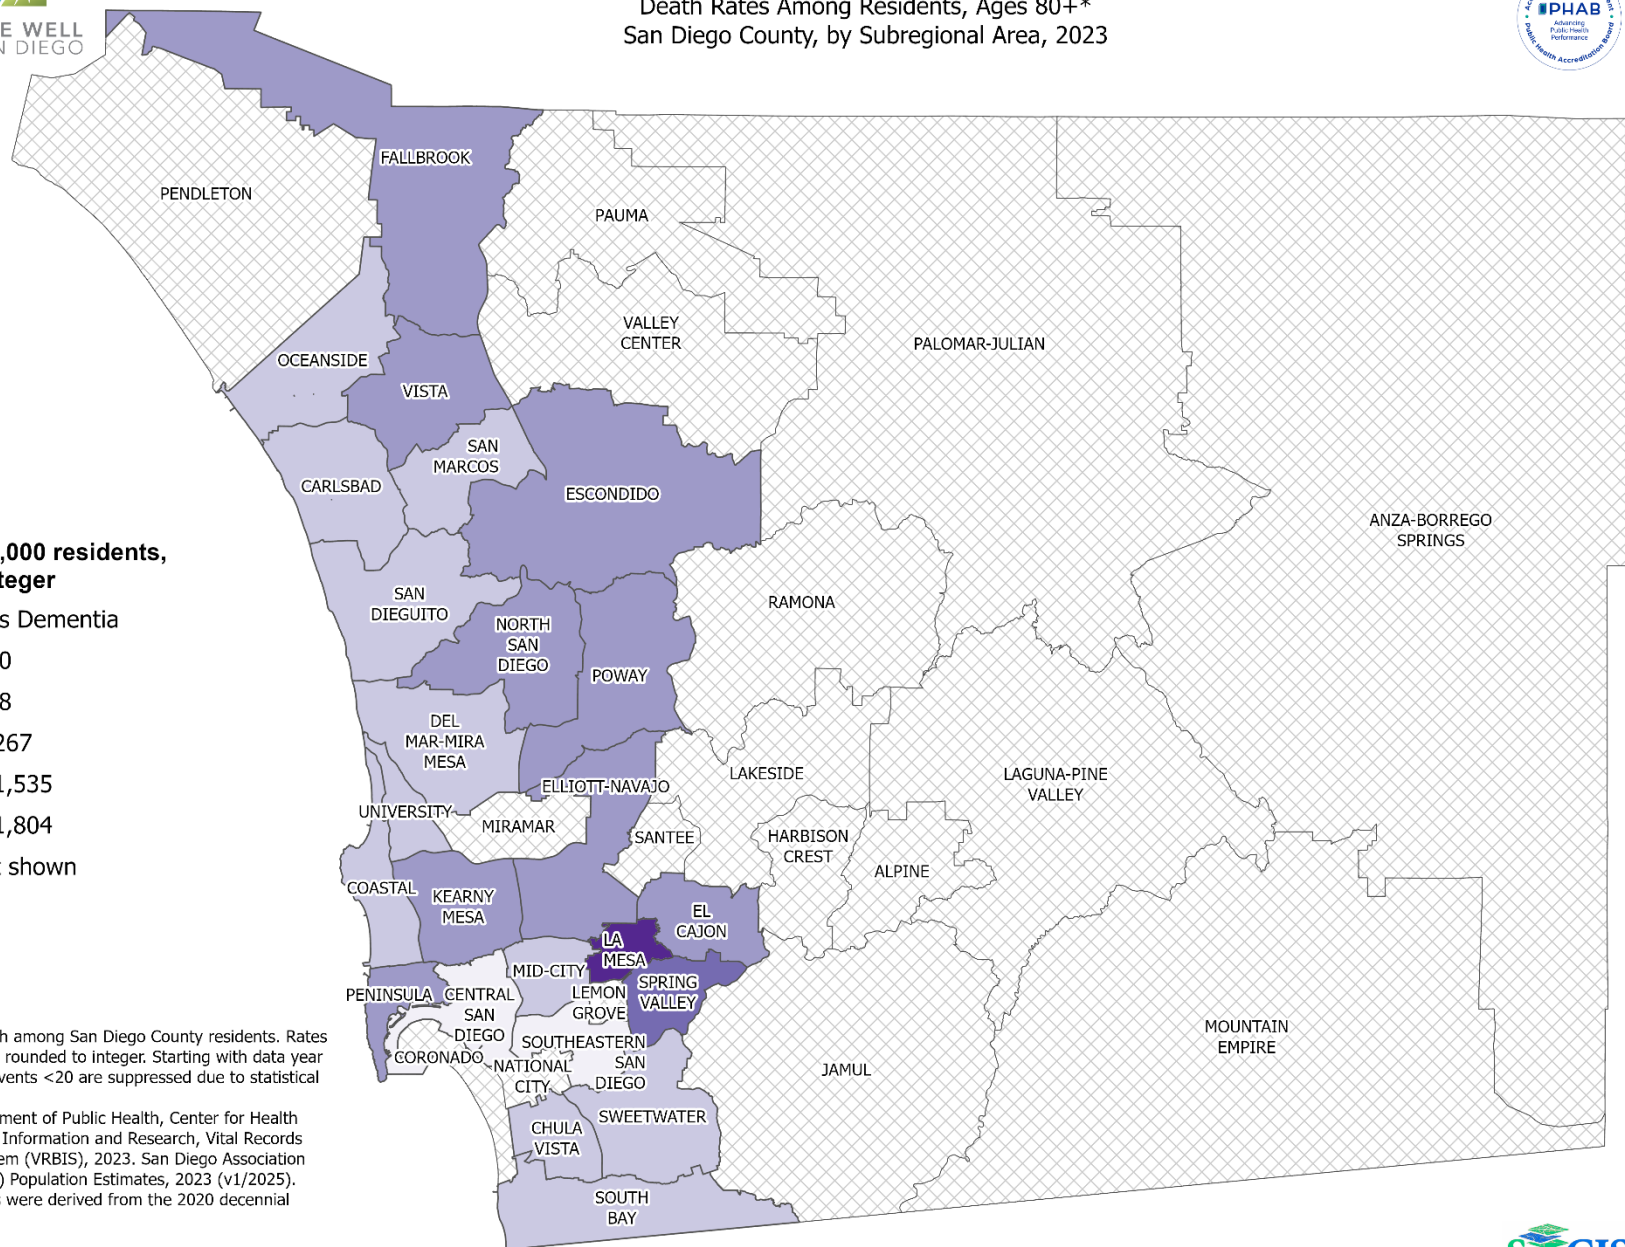 E WELL
N DIEGO
Death Rates Among Residents, Ages 80+*
San Diego County, by Subregional Area, 2023
PHAB
Advancing
Public Health
Performance
Public Health Accreditation Board
FALLBROOK
PENDLETON
PAUMA
VALLEY
CENTER
PALOMAR-JULIAN
OCEANSIDE
VISTA
SAN
MARCOS
CARLSBAD
ESCONDIDO
ANZA-BORREGO
SPRINGS
,000 residents,
teger
s Dementia
0
8
267
1,535
1,804
t shown
SAN
DIEGUITO
NORTH
SAN
DIEGO
RAMONA
POWAY
DEL
MAR-MIRA
MESA
ELLIOTT-NAVAJO
LAKESIDE
LAGUNA-PINE
VALLEY
UNIVERSITY
MIRAMAR
SANTEE
HARBISON
CREST
ALPINE
COASTAL
KEARNY
MESA
EL
CAJON
LA
MESA
MID-CITY
SPRING
VALLEY
PENINSULA
CENTRAL
SAN
DIEGO
LEMON
GROVE
CORONADO
SOUTHEASTERN
SAN
DIEGO
NATIONAL
CITY
MOUNTAIN
EMPIRE
JAMUL
SWEETWATER
CHULA
VISTA
SOUTH
BAY
h among San Diego County residents. Rates
rounded to integer. Starting with data year
vents <20 are suppressed due to statistical
ment of Public Health, Center for Health
Information and Research, Vital Records
em (VRBIS), 2023. San Diego Association
) Population Estimates, 2023 (v1/2025).
s were derived from the 2020 decennial